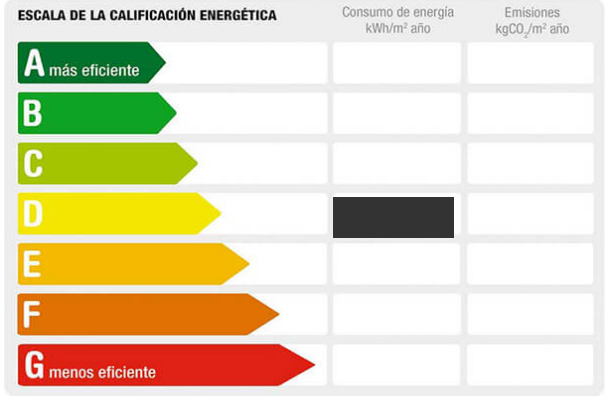 ESCALA DE LA CALIFICACIÓN ENERGÉTICA
Consumo de energía
kWh/m² año
Emisiones
kgCO₂/m² año
A más eficiente
B
C
D
E
F
G menos eficiente